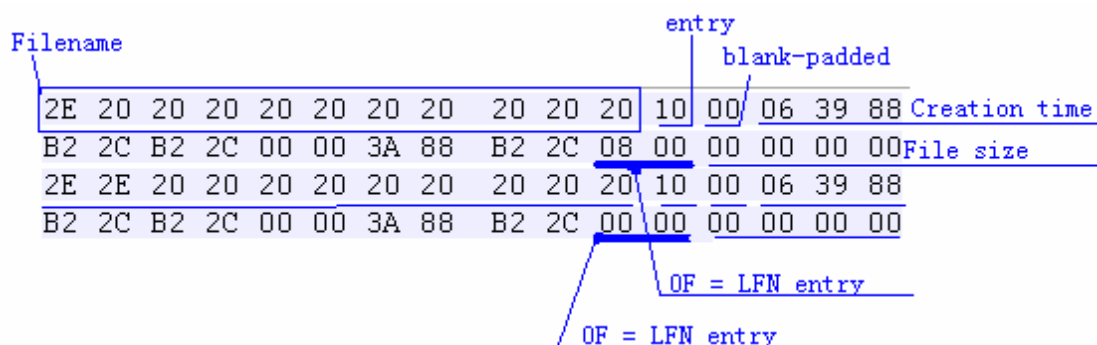 entry
Filename
blank-padded
2E 20 20 20 20 20 20 20 20 20 20 10 00 06 39 88 Creation time
B2 2C B2 2C 00 00 3A 88 B2 2C 08 00 00 00 00 00 File size
2E 2E 20 20 20 20 20 20 20 20 20 10 00 06 39 88
B2 2C B2 2C 00 00 3A 88 B2 2C 00 00 00 00 00 00
0F = LFN entry
0F = LFN entry